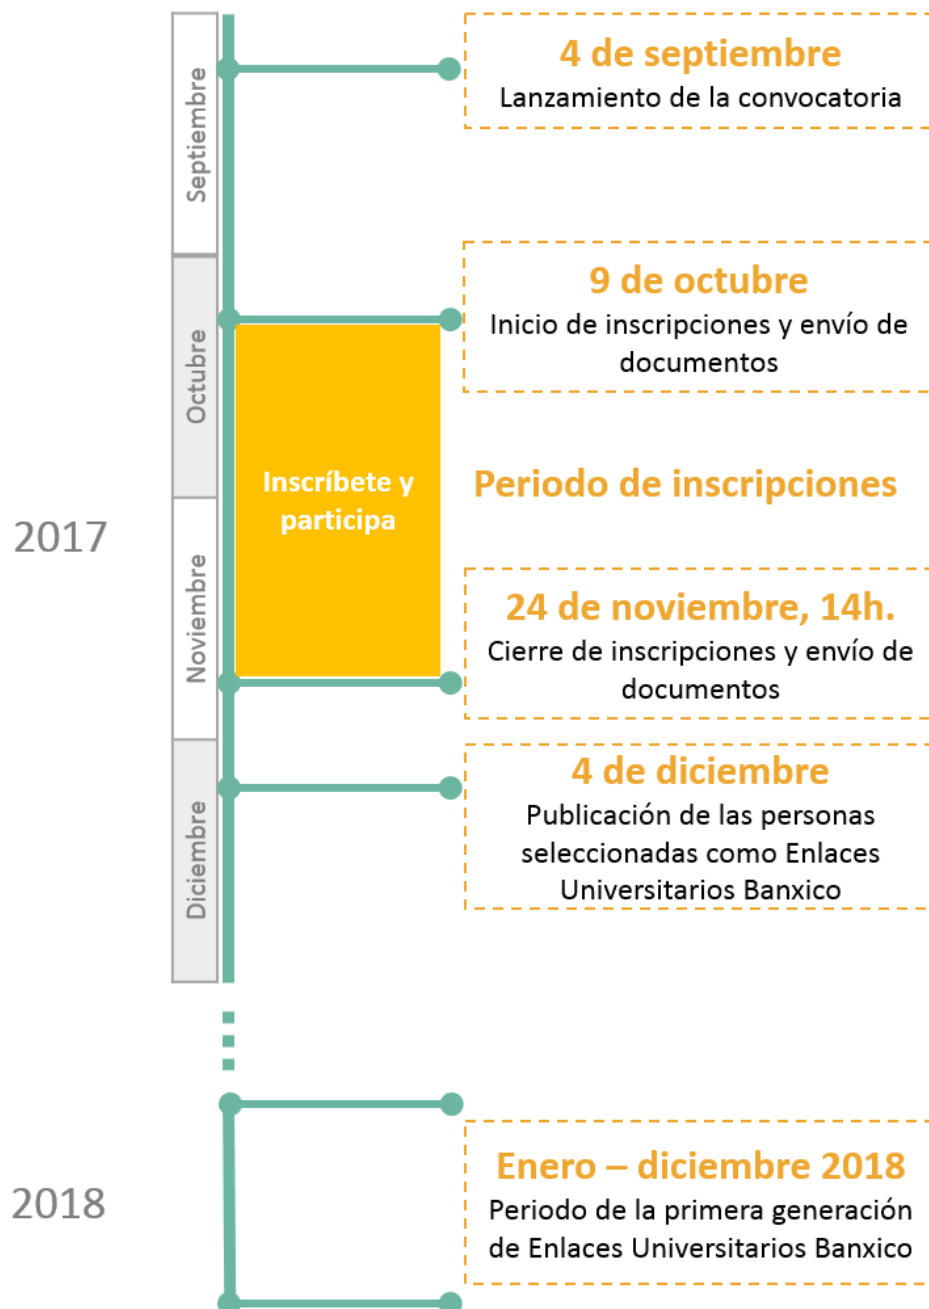 4 de septiembre
Lanzamiento de la convocatoria
Septiembre
9 de octubre
Inicio de inscripciones y envío de
documentos
Octubre
Inscríbete y
participa
Periodo de inscripciones
2017
Noviembre
24 de noviembre, 14h.
Cierre de inscripciones y envío de
documentos
4 de diciembre
Publicación de las personas
seleccionadas como Enlaces
Universitarios Banxico
Diciembre
2018
Enero – diciembre 2018
Periodo de la primera generación
de Enlaces Universitarios Banxico